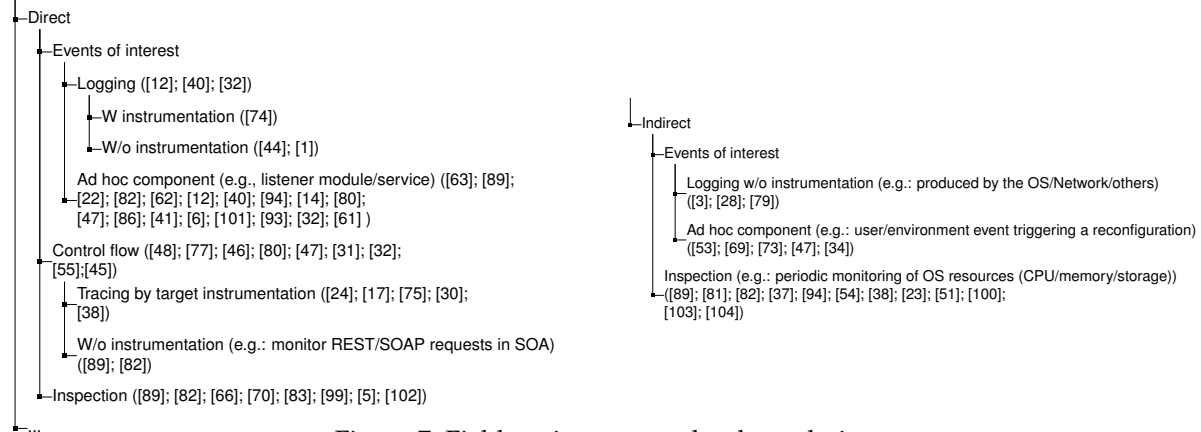 Direct
Events of interest
Logging ([12]; [40]; [32])
W instrumentation ([74])
W/o instrumentation ([44]; [1])
Ad hoc component (e.g., listener module/service) ([63]; [89];
[22]; [82]; [62]; [12]; [40]; [94]; [14]; [80];
[47]; [86]; [41]; [6]; [101]; [93]; [32]; [61] )
Control flow ([48]; [77]; [46]; [80]; [47]; [31]; [32];
[55];[45])
Tracing by target instrumentation ([24]; [17]; [75]; [30];
[38])
W/o instrumentation (e.g.: monitor REST/SOAP requests in SOA)
([89]; [82])
Inspection ([89]; [82]; [66]; [70]; [83]; [99]; [5]; [102])
Indirect
Events of interest
Logging w/o instrumentation (e.g.: produced by the OS/Network/others)
([3]; [28]; [79])
Ad hoc component (e.g.: user/environment event triggering a reconfiguration)
([53]; [69]; [73]; [47]; [34])
Inspection (e.g.: periodic monitoring of OS resources (CPU/memory/storage))
([89]; [81]; [82]; [37]; [94]; [54]; [38]; [23]; [51]; [100];
[103]; [104])